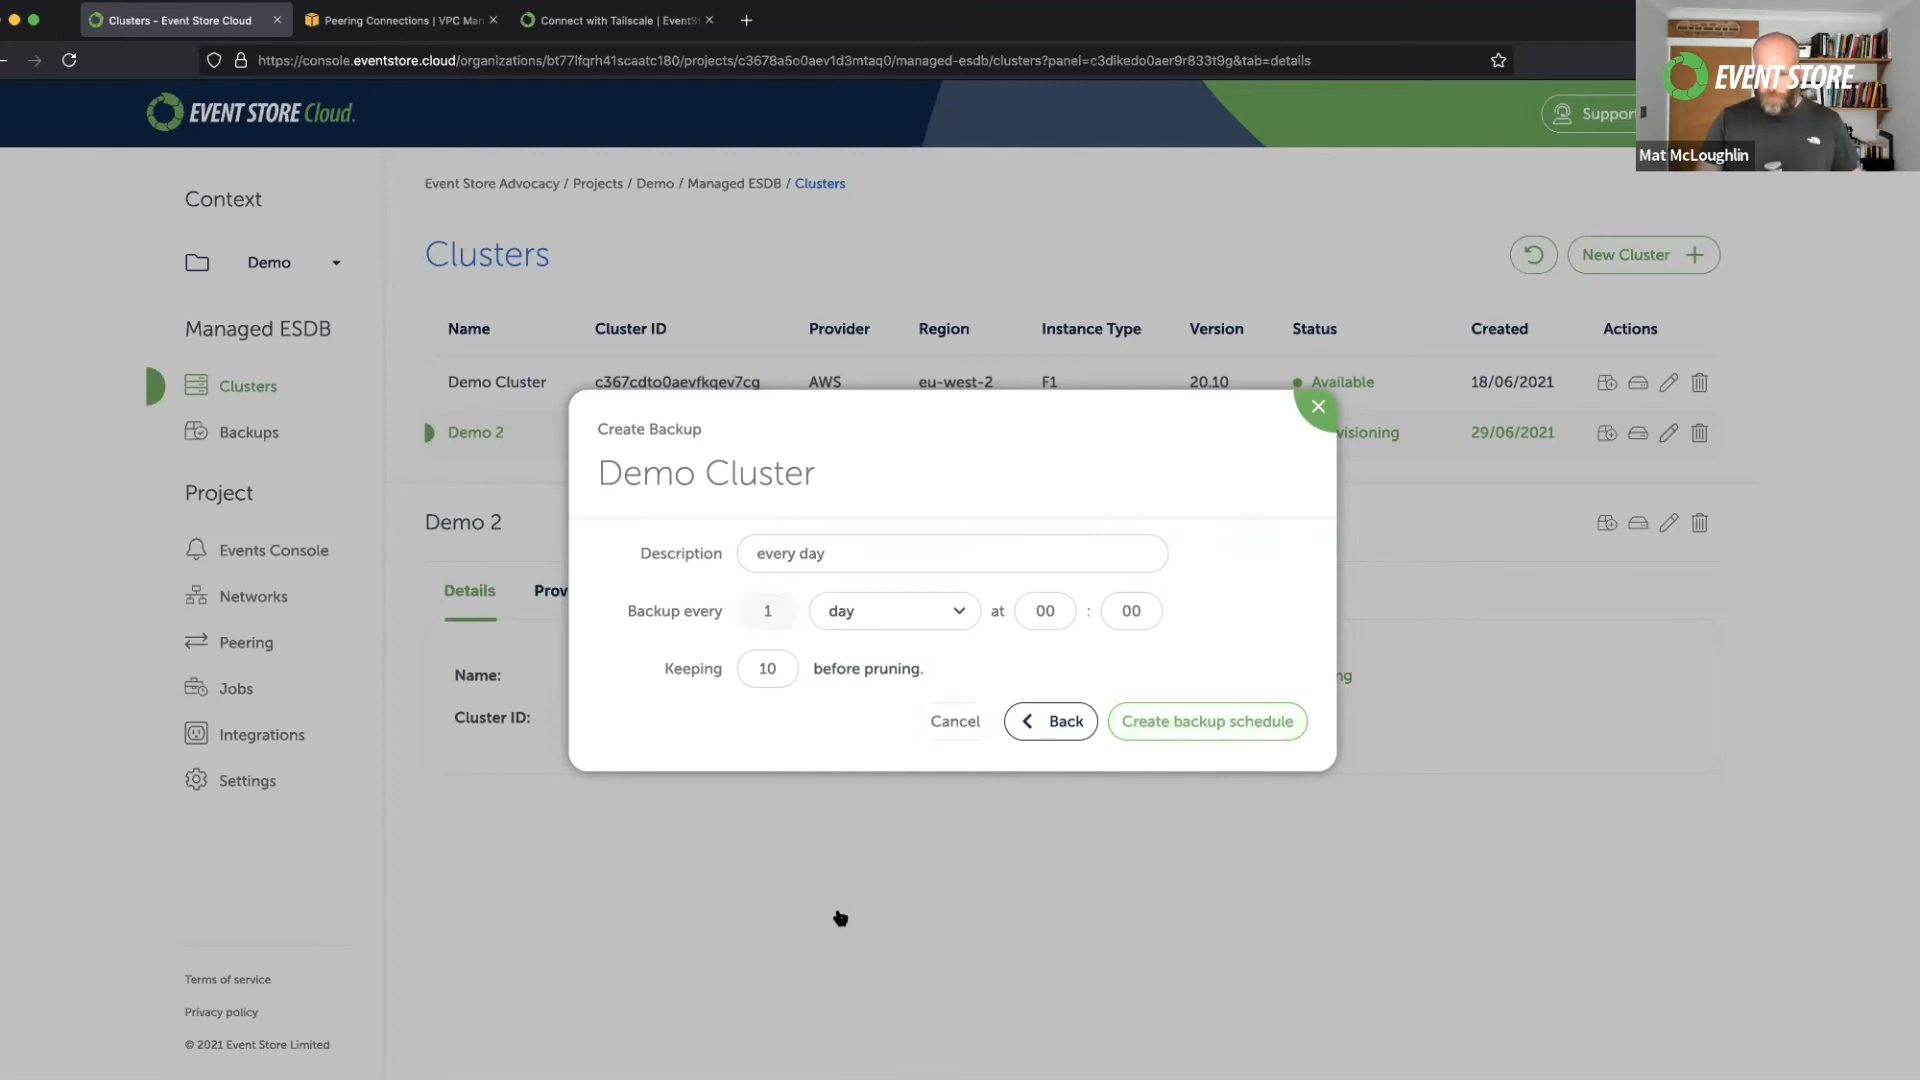 Clusters - Event Store Cloud
Peering Connections | VPC Man
Connect with Tailscale | EventS
https://console.eventstore.cloud/organizations/bt77lfqrh41scaatc180/projects/c3678a5o0aev1d3mtaq0/managed-esdb/clusters?panel=c3dikedo0aer9r833t9g&tab=details
EVENT STORE
EVENT STORE Cloud.
Suppor
Mat McLoughlin
Context
Demo
Managed ESDB
Clusters
Backups
Project
Events Console
Networks
Peering
Jobs
Integrations
Settings
Terms of service
Privacy policy
© 2021 Event Store Limited
Event Store Advocacy / Projects / Demo / Managed ESDB / Clusters
Clusters
New Cluster
Name Cluster ID Provider Region Instance Type Version Status Created Actions
Demo Cluster c367cdto0aevfkqev7cg AWS eu-west-2 F1 20.10 Available 18/06/2021
Demo 2 visioning 29/06/2021
Demo 2
Details Prov
Name:
Cluster ID:
ng
Create Backup
Demo Cluster
Description every day
Backup every 1 day at 00 : 00
Keeping 10 before pruning.
Cancel Back Create backup schedule